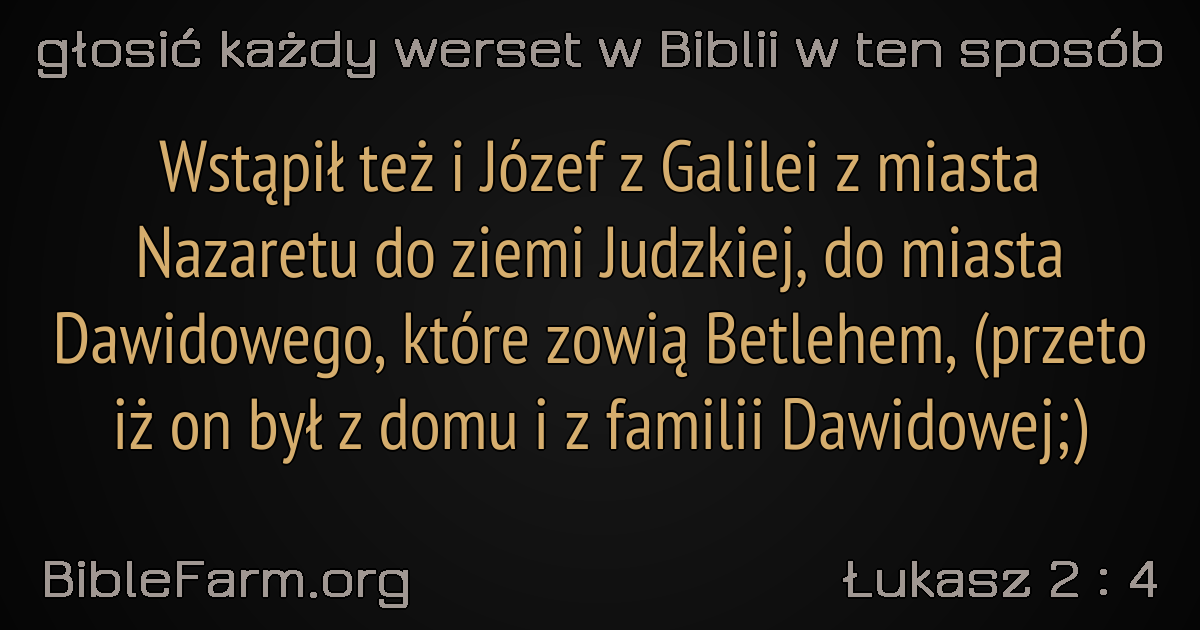 głosić każdy werset w Biblii w ten sposób
Wstąpił też i Józef z Galilei z miasta
Nazaretu do ziemi Judzkiej, do miasta
Dawidowego, które zowią Betlehem, (przeto
iż on był z domu i z familii Dawidowej;)
BibleFarm.org
Łukasz 2 : 4